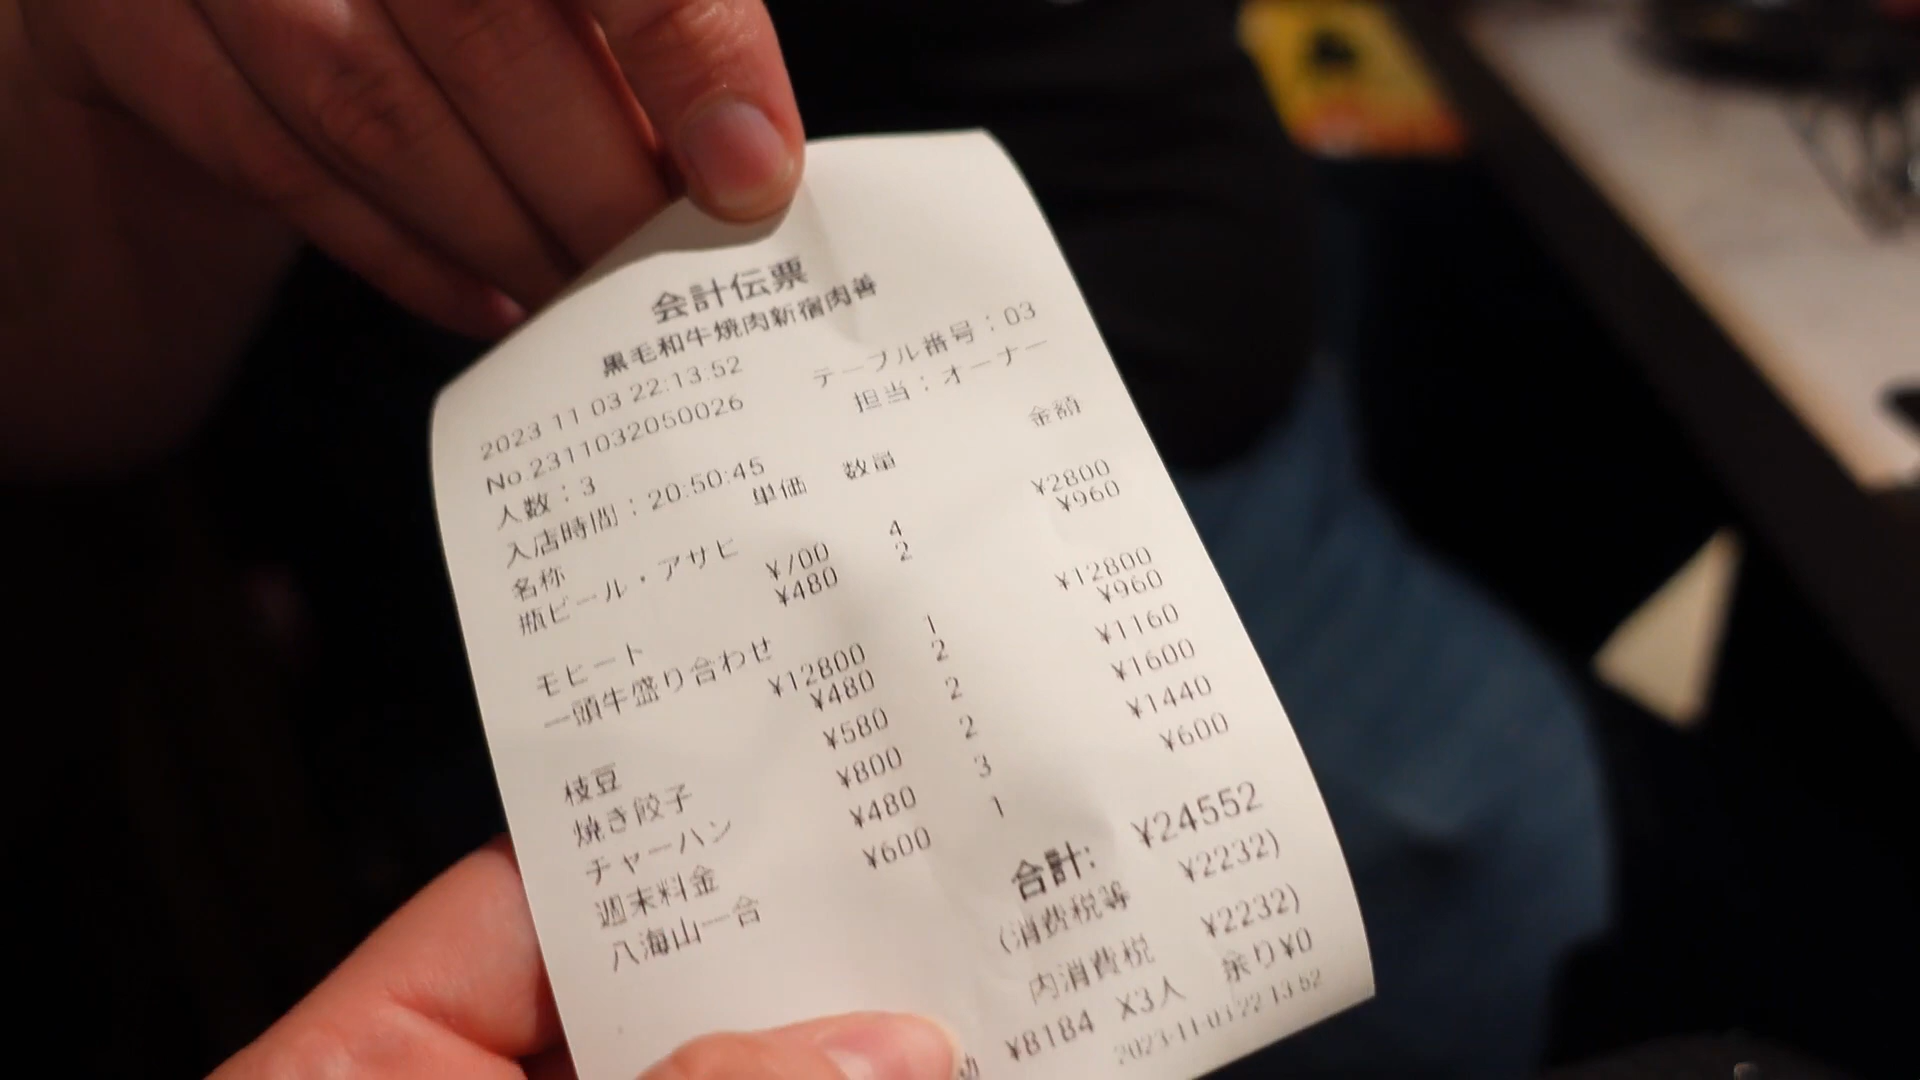 会計伝票
黒毛和牛焼肉新宿肉善
2023 11 03 22:13:52 テーブル番号：03
No.2311032050026 担当：オーナー
人数：3
入店時間：20:50:45
名称 単価 数量 金額
瓶ビール・アサヒ ¥700 4 ¥2800
モヒート ¥480 2 ¥960
一頭牛盛り合わせ ¥12800 1 ¥12800
枝豆 ¥480 2 ¥960
焼き餃子 ¥580 2 ¥1160
チャーハン ¥800 2 ¥1600
週末料金 ¥480 3 ¥1440
八海山一合 ¥600 1 ¥600
合計: ¥24552
(消費税等 ¥2232)
内消費税 ¥2232)
¥8184 X3人 余り¥0
2023-11-03 22 13 52